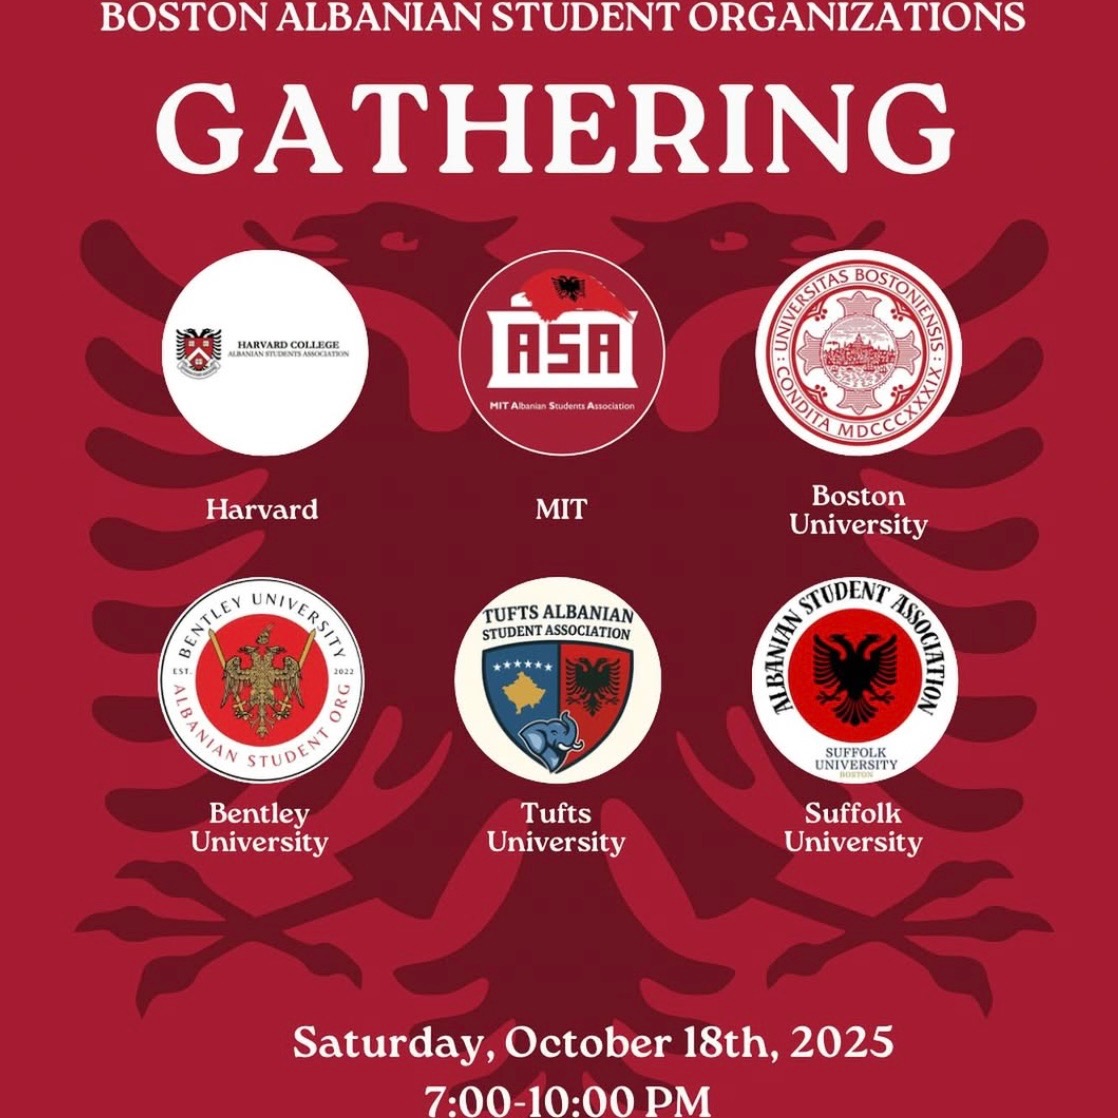 BOSTON ALBANIAN STUDENT ORGANIZATIONS
GATHERING
HARVARD COLLEGE
ALBANIAN STUDENTS ASSOCIATION
ASA
MIT Albanian Students Association
UNIVERSITAS BOSTONIENSIS
CONDITA MDCCCXXXIX
Harvard
MIT
Boston
University
BENTLEY UNIVERSITY
EST. 2022
ALBANIAN STUDENT ORG
TUFTS ALBANIAN
STUDENT ASSOCIATION
ALBANIAN STUDENT ASSOCIATION
SUFFOLK
UNIVERSITY
BOSTON
Bentley
University
Tufts
University
Suffolk
University
Saturday, October 18th, 2025
7:00-10:00 PM